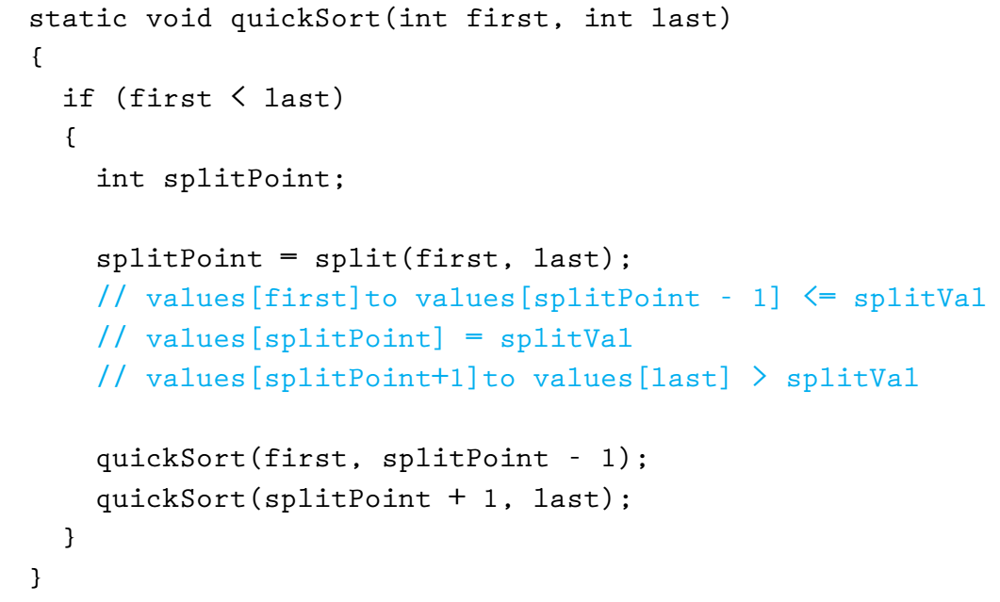 static void quickSort(int first, int last)
{
  if (first < last)
  {
    int splitPoint;

    splitPoint = split(first, last);
    // values[first]to values[splitPoint - 1] <= splitVal
    // values[splitPoint] = splitVal
    // values[splitPoint+1]to values[last] > splitVal

    quickSort(first, splitPoint - 1);
    quickSort(splitPoint + 1, last);
  }
}